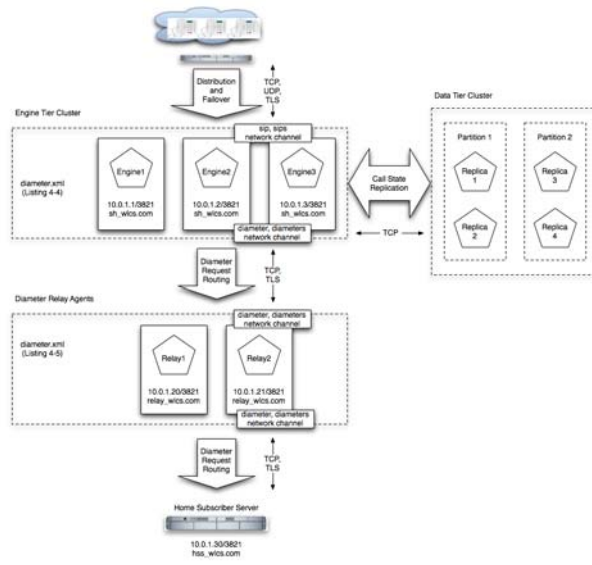 Distribution
and
Failover
TCP,
UDP,
TLS
Engine Tier Cluster
sip, sips
network channel
diameter.xml
(Listing 4-4)
Engine1
10.0.1.1/3821
sh_wlcs.com
Engine2
10.0.1.2/3821
sh_wlcs.com
Engine3
10.0.1.3/3821
sh_wlcs.com
diameter, diameters
network channel
Call State
Replication
TCP
Data Tier Cluster
Partition 1
Replica
1
Replica
2
Partition 2
Replica
3
Replica
4
Diameter
Request
Routing
TCP,
TLS
Diameter Relay Agents
diameter, diameters
network channel
diameter.xml
(Listing 4-5)
Relay1
10.0.1.20/3821
relay_wlcs.com
Relay2
10.0.1.21/3821
relay_wlcs.com
diameter, diameters
network channel
Diameter
Request
Routing
TCP,
TLS
Home Subscriber Server
10.0.1.30/3821
hss_wlcs.com